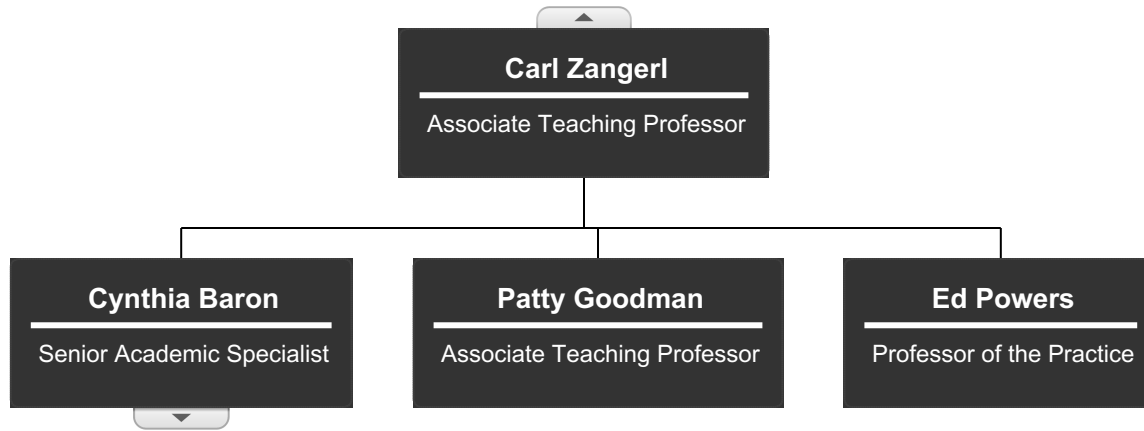 Carl Zangerl
Associate Teaching Professor
Cynthia Baron
Senior Academic Specialist
Patty Goodman
Associate Teaching Professor
Ed Powers
Professor of the Practice